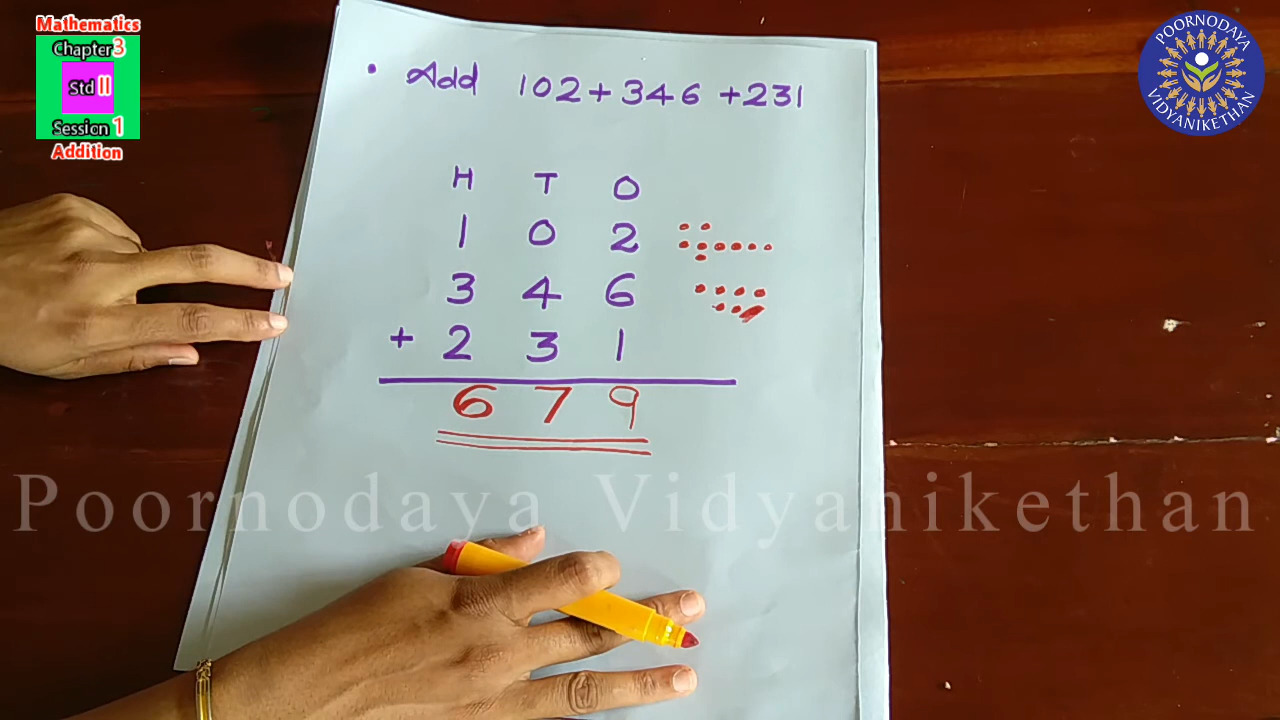 Mathematics
Chapter 3
Std II
Session 1
Addition
POORNODAYA
VIDYANIKETHAN
• Add 102 + 346 + 231
H T O
1 0 2
3 4 6
+ 2 3 1
6 7 9
Poornodaya Vidyanikethan